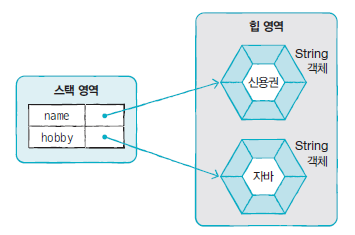 힙 영역
String
객체
신용권
스택 영역
name
hobby
String
객체
자바